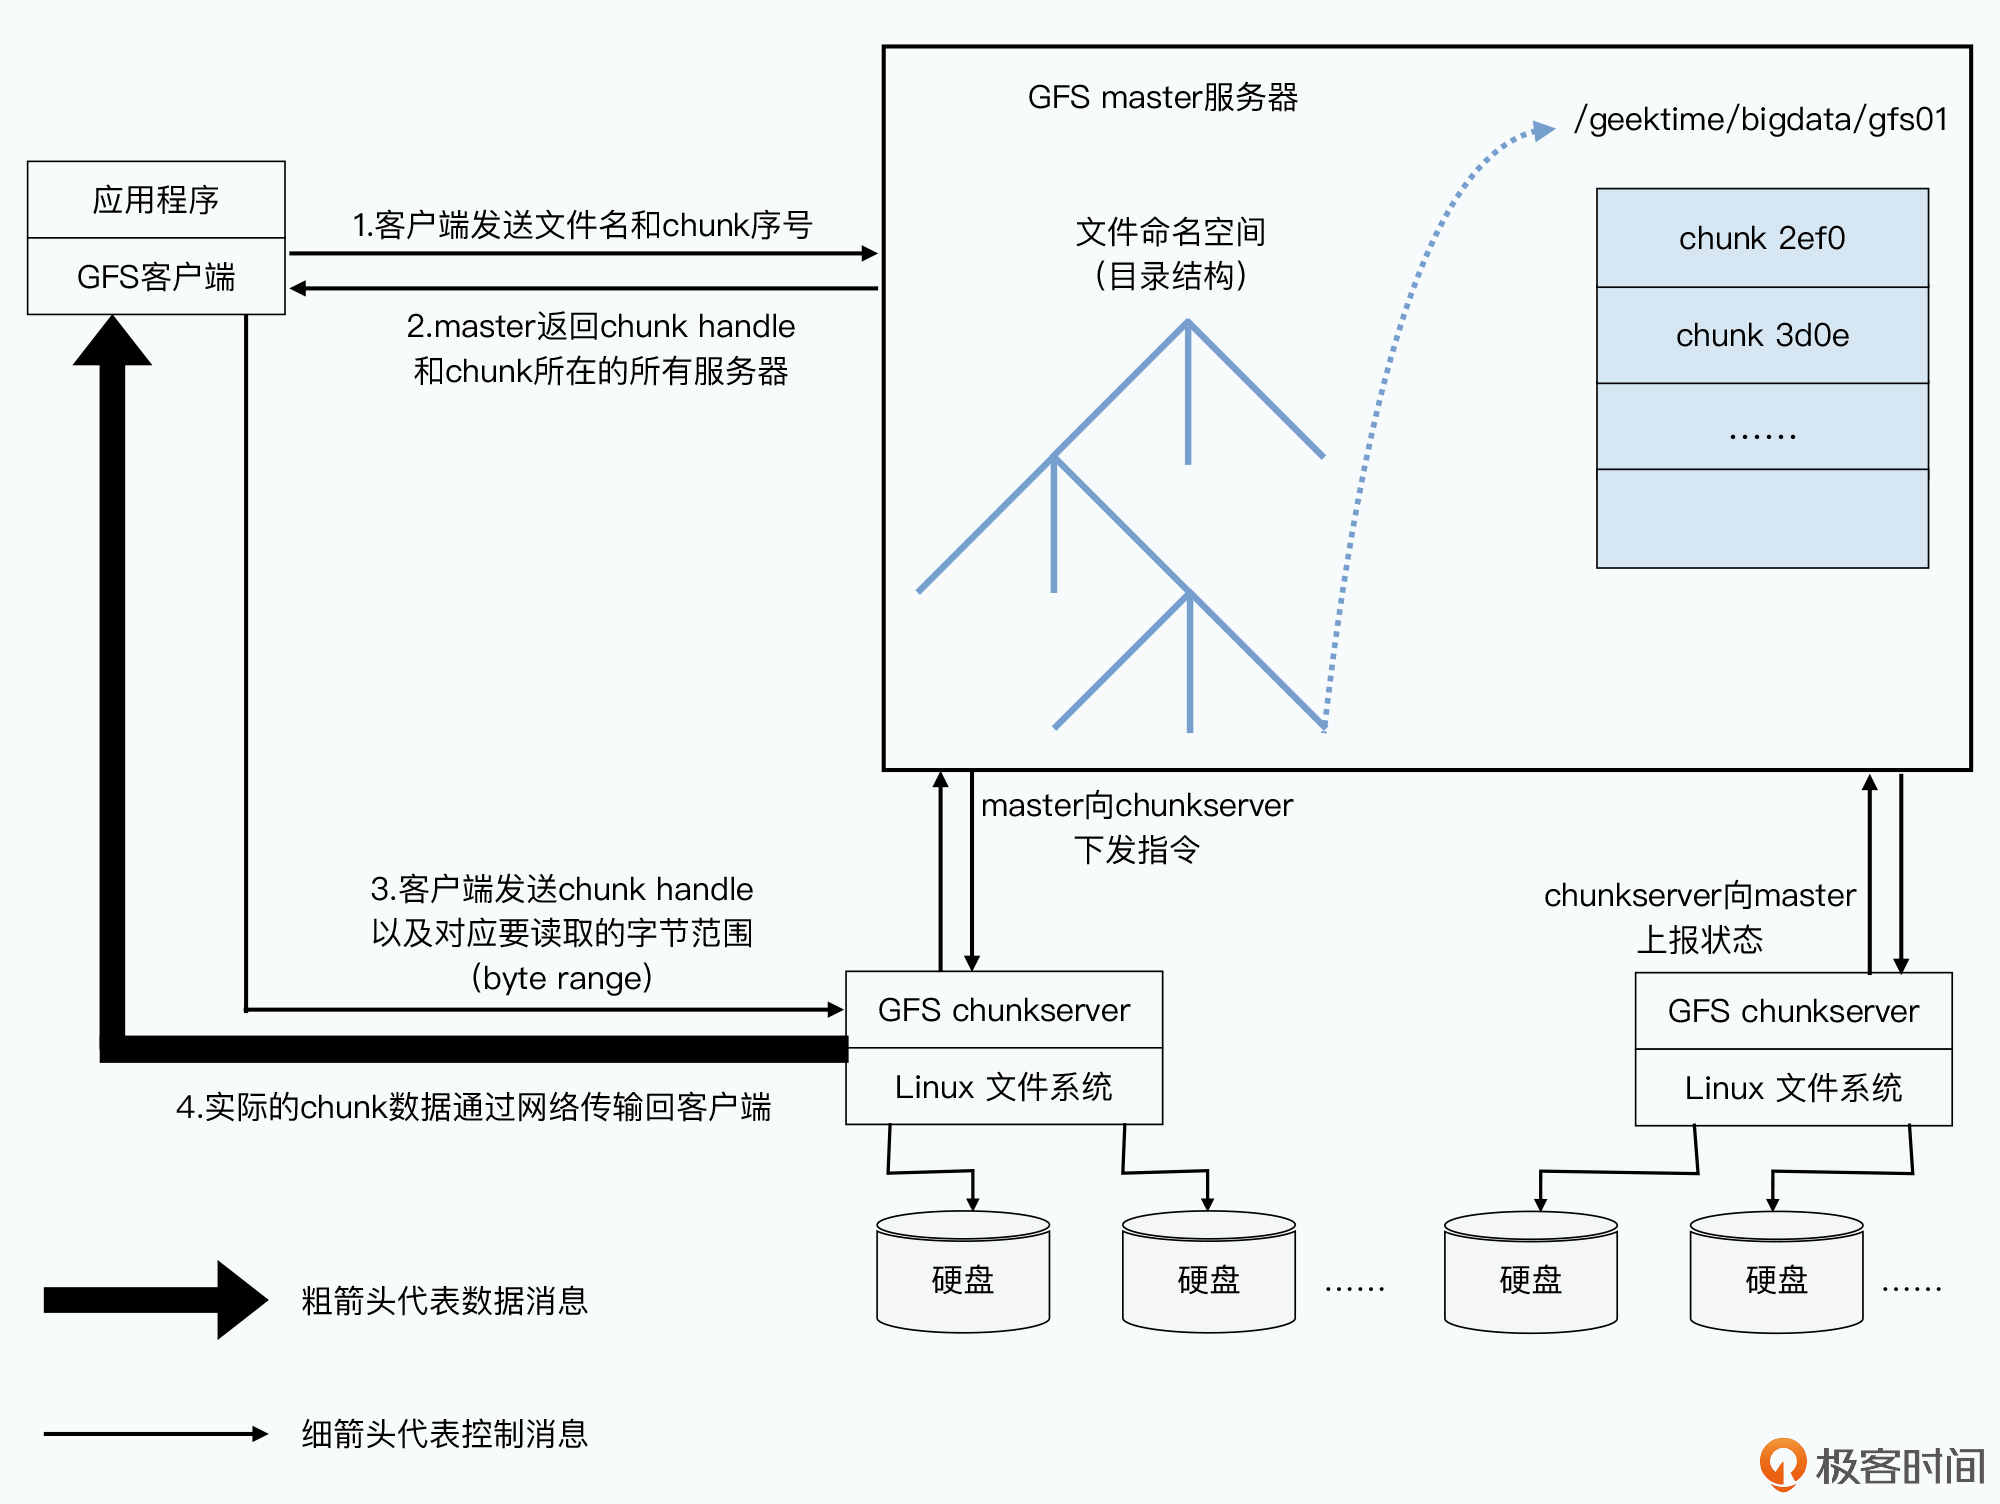 GFS master服务器
/geektime/bigdata/gfs01
应用程序
GFS客户端
1.客户端发送文件名和chunk序号
2.master返回chunk handle
和chunk所在的所有服务器
文件命名空间
（目录结构）
chunk 2ef0
chunk 3d0e
……
master向chunkserver
下发指令
chunkserver向master
上报状态
3.客户端发送chunk handle
以及对应要读取的字节范围
（byte range）
GFS chunkserver
Linux 文件系统
GFS chunkserver
Linux 文件系统
4.实际的chunk数据通过网络传输回客户端
硬盘
硬盘
……
硬盘
硬盘
……
粗箭头代表数据消息
细箭头代表控制消息
极客时间